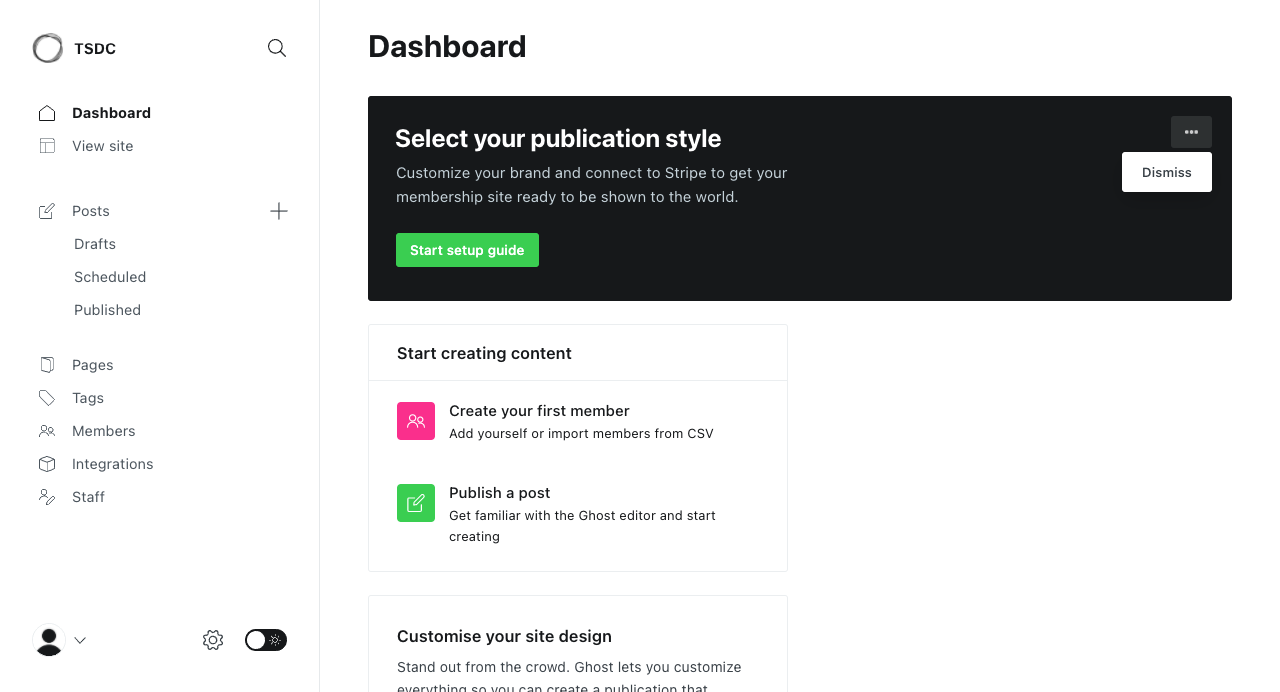 TSDC
Dashboard
View site
Posts
Drafts
Scheduled
Published
Pages
Tags
Members
Integrations
Staff
Dashboard
Select your publication style
Customize your brand and connect to Stripe to get your
membership site ready to be shown to the world.
Start setup guide
Dismiss
Start creating content
Create your first member
Add yourself or import members from CSV
Publish a post
Get familiar with the Ghost editor and start
creating
Customise your site design
Stand out from the crowd. Ghost lets you customize
everything so you can create a publication that